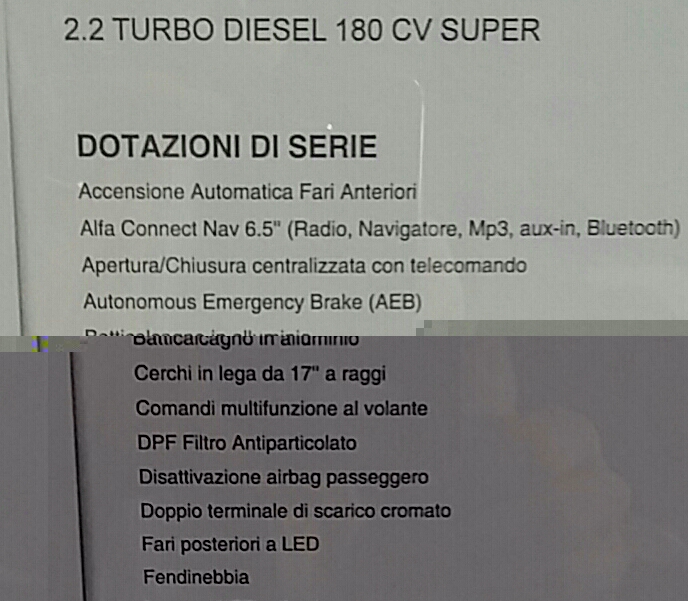 2.2 TURBO DIESEL 180 CV SUPER
DOTAZIONI DI SERIE
Accensione Automatica Fari Anteriori
Alfa Connect Nav 6.5" (Radio, Navigatore, Mp3, aux-in, Bluetooth)
Apertura/Chiusura centralizzata con telecomando
Autonomous Emergency Brake (AEB)
Cerchi in lega da 17" a raggi
Comandi multifunzione al volante
DPF Filtro Antiparticolato
Disattivazione airbag passeggero
Doppio terminale di scarico cromato
Fari posteriori a LED
Fendinebbia